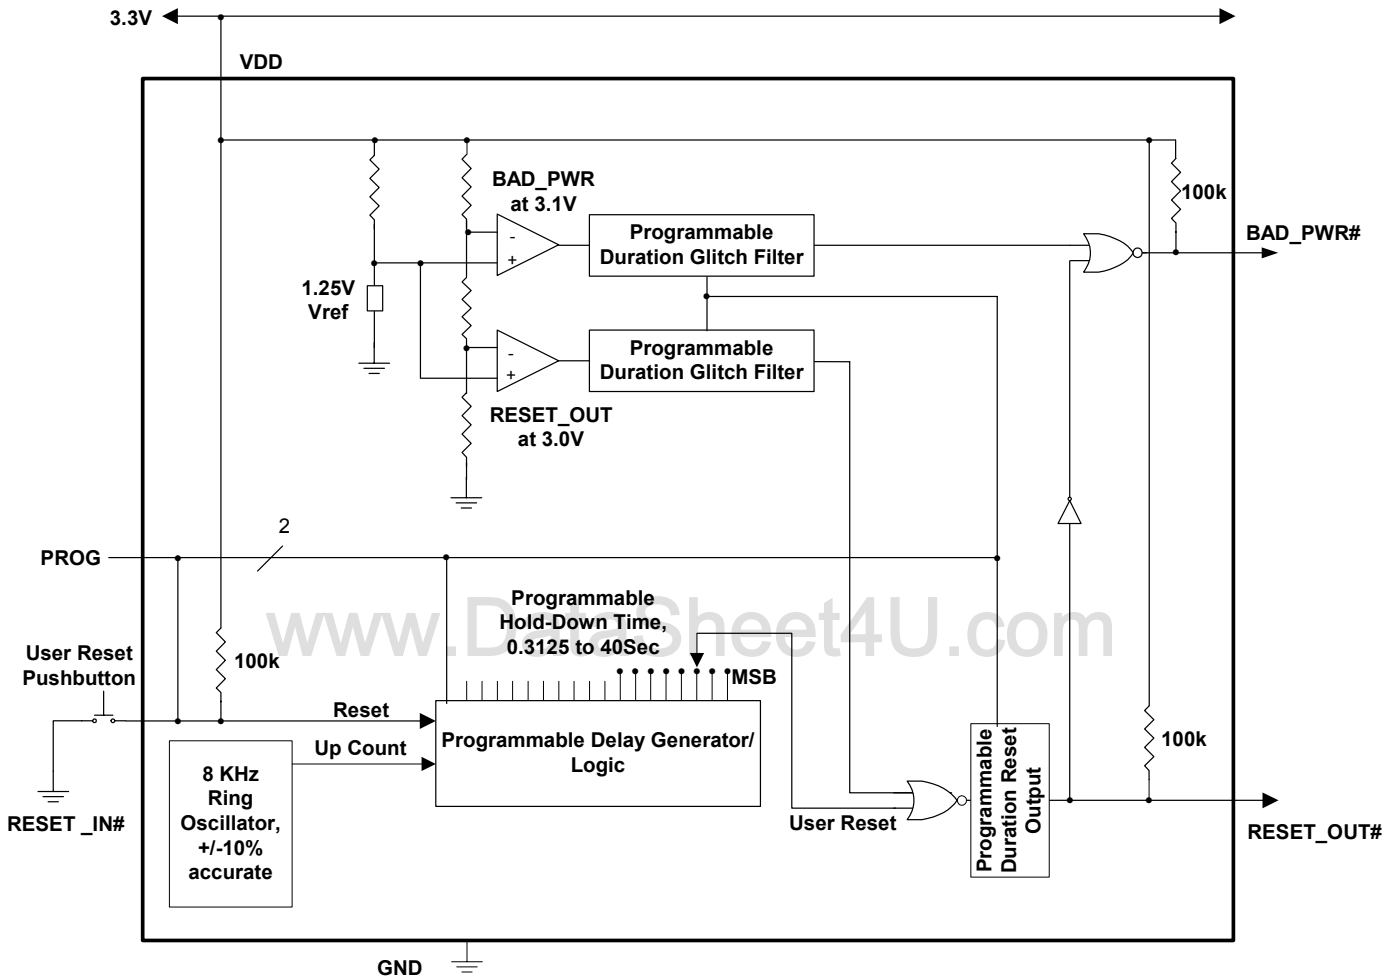 3.3V
VDD
BAD_PWR
at 3.1V
Programmable
Duration Glitch Filter
100k
BAD_PWR#
-
+
1.25V
Vref
Programmable
Duration Glitch Filter
-
+
RESET_OUT
at 3.0V
2
PROG
www.DataSheet4U.com
Programmable
Hold-Down Time,
0.3125 to 40Sec
User Reset
Pushbutton
100k
MSB
Reset
Up Count
Programmable Delay Generator/
Logic
100k
8 KHz
Ring
Oscillator,
+/-10%
accurate
RESET _IN#
User Reset
Programmable
Duration Reset
Output
RESET_OUT#
GND